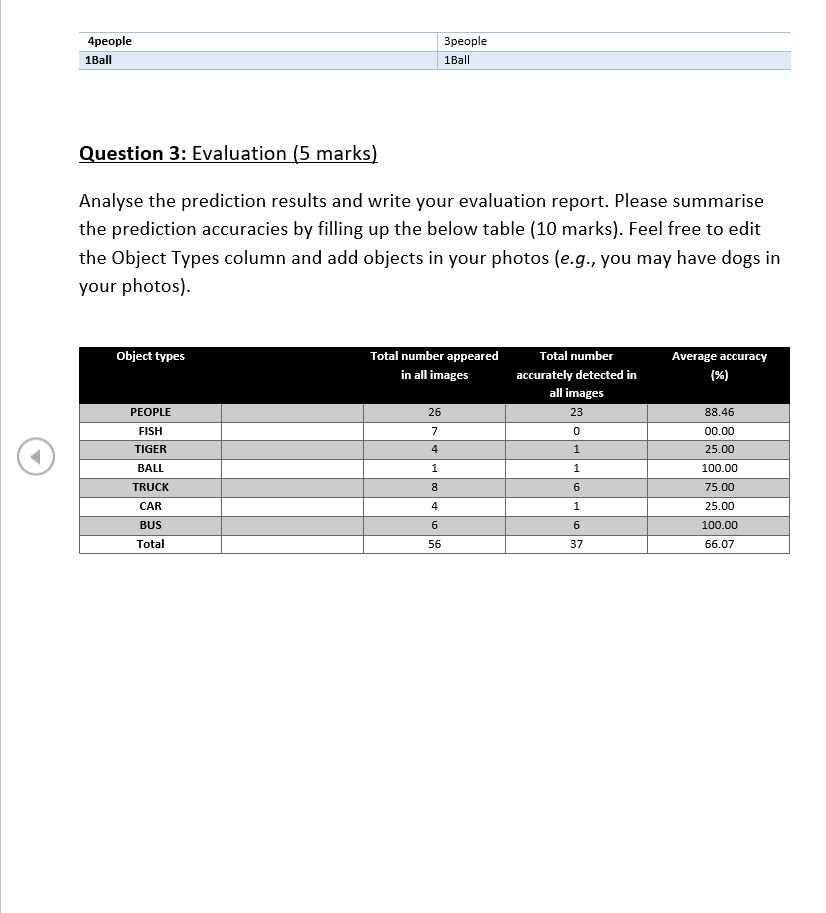 4people 3people
1Ball 1Ball
Question 3: Evaluation (5 marks)
Analyse the prediction results and write your evaluation report. Please summarise
the prediction accuracies by filling up the below table (10 marks). Feel free to edit
the Object Types column and add objects in your photos (e.g., you may have dogs in
your photos).
Object types Total number appeared Total number Average accuracy
in all images accurately detected in (%)
all images
PEOPLE 26 23 88.46
FISH 7 0 00.00
TIGER 4 1 25.00
BALL 1 1 100.00
TRUCK 8 6 75.00
CAR 4 1 25.00
BUS 6 6 100.00
Total 56 37 66.07